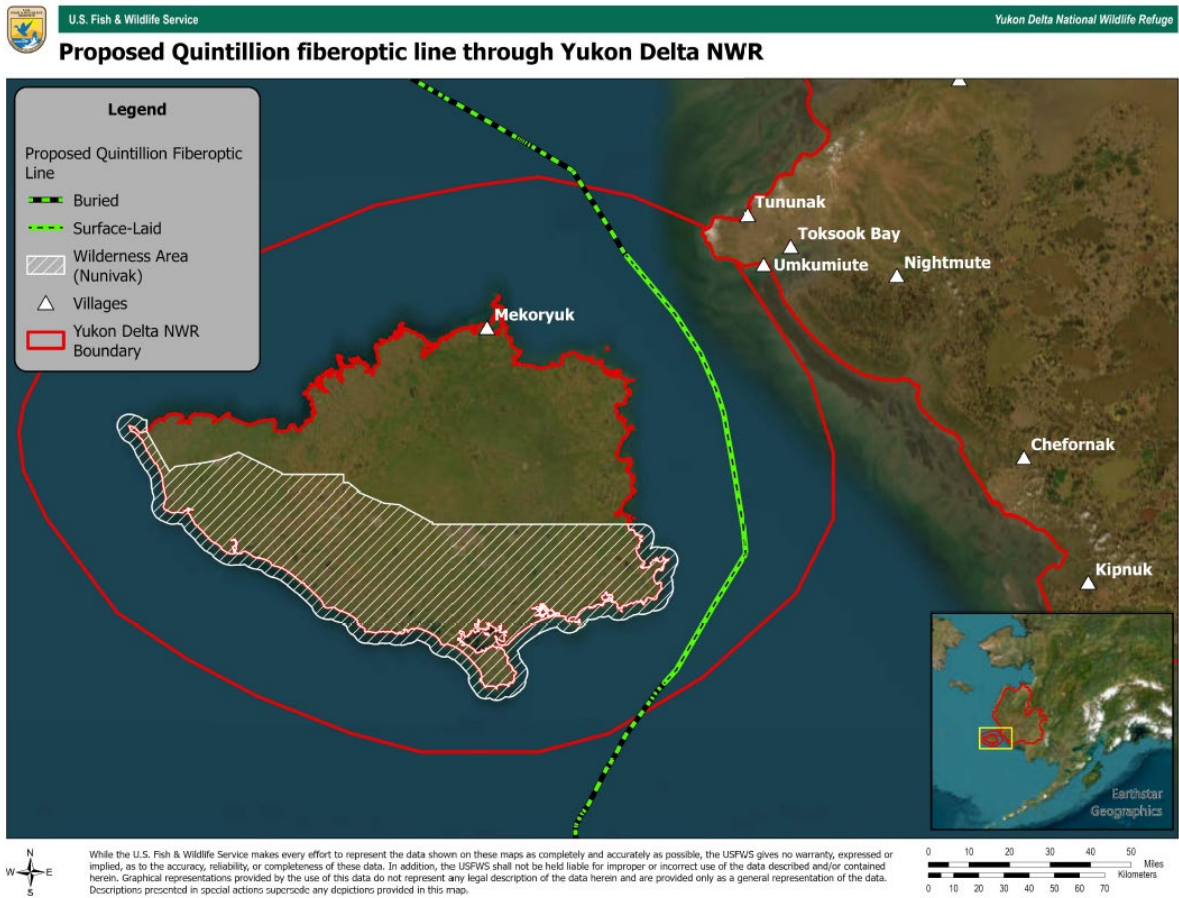 U.S. Fish & Wildlife Service
Yukon Delta National Wildlife Refuge
Proposed Quintillion fiberoptic line through Yukon Delta NWR
Legend
Proposed Quintillion Fiberoptic
Line
Buried
Surface-Laid
Wilderness Area
(Nunivak)
Villages
Yukon Delta NWR
Boundary
Tununak
Toksook Bay
Umkumiute
Nightmute
Mekoryuk
Chefornak
Kipnuk
Earthstar
Geographics
N
W
E
S
While the U.S. Fish & Wildlife Service makes every effort to represent the data shown on these maps as completely and accurately as possible, the USFWS gives no warranty, expressed or
implied, as to the accuracy, reliability, or completeness of these data. In addition, the USFWS shall not be held liable for improper or incorrect use of the data described and/or contained
herein. Graphical representations provided by the use of this data do not represent any legal description of the data herein and are provided only as a general representation of the data.
Descriptions presented in special actions supersede any depictions provided in this map.
0 10 20 30 40 50
Miles
Kilometers
0 10 20 30 40 50 60 70